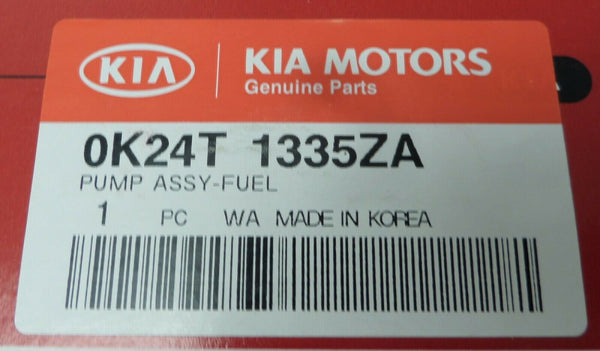 KIA
KIA MOTORS
Genuine Parts
0K24T 1335ZA
PUMP ASSY-FUEL
1 PC WA MADE IN KOREA